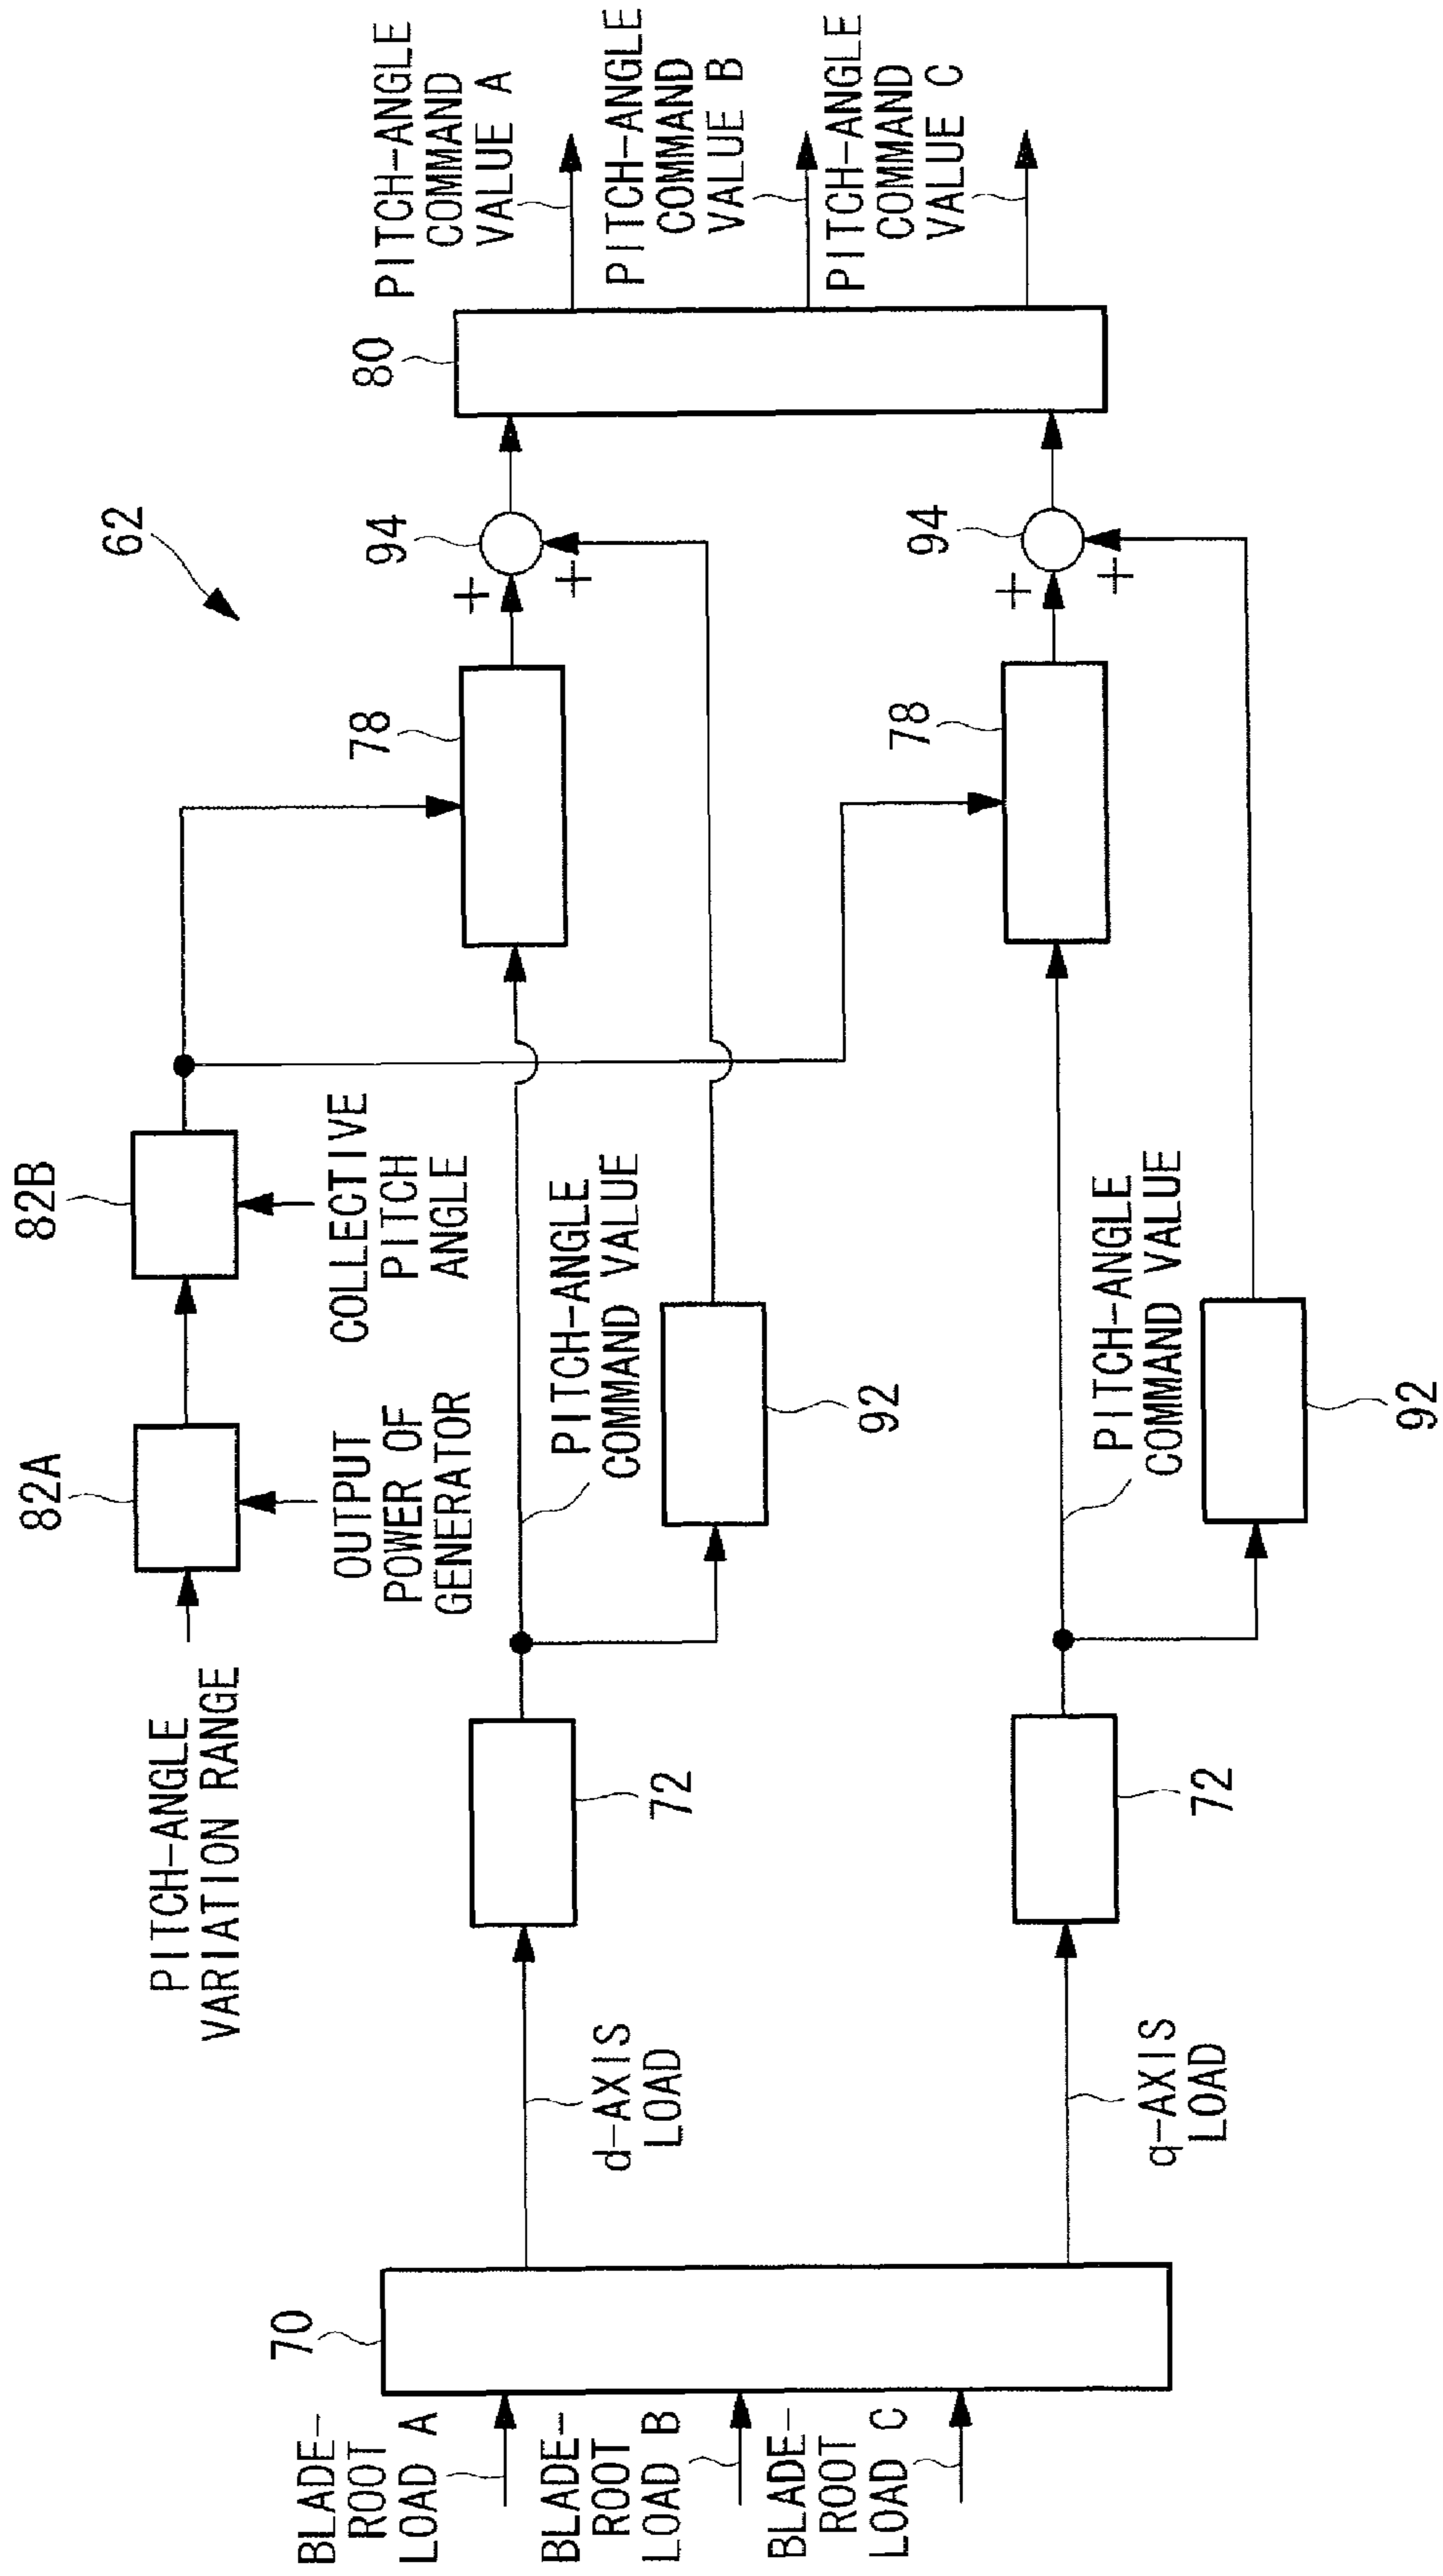 62
PITCH-ANGLE
VARIATION RANGE
82A
82B
OUTPUT
POWER OF
GENERATOR
COLLECTIVE
PITCH
ANGLE
70
BLADE-
ROOT
LOAD A
BLADE-
ROOT
LOAD B
BLADE-
ROOT
LOAD C
d-AXIS
LOAD
72
PITCH-ANGLE
COMMAND VALUE
92
78
+
+
94
q-AXIS
LOAD
72
PITCH-ANGLE
COMMAND VALUE
92
78
+
+
94
80
PITCH-ANGLE
COMMAND
VALUE A
PITCH-ANGLE
COMMAND
VALUE B
PITCH-ANGLE
COMMAND
VALUE C